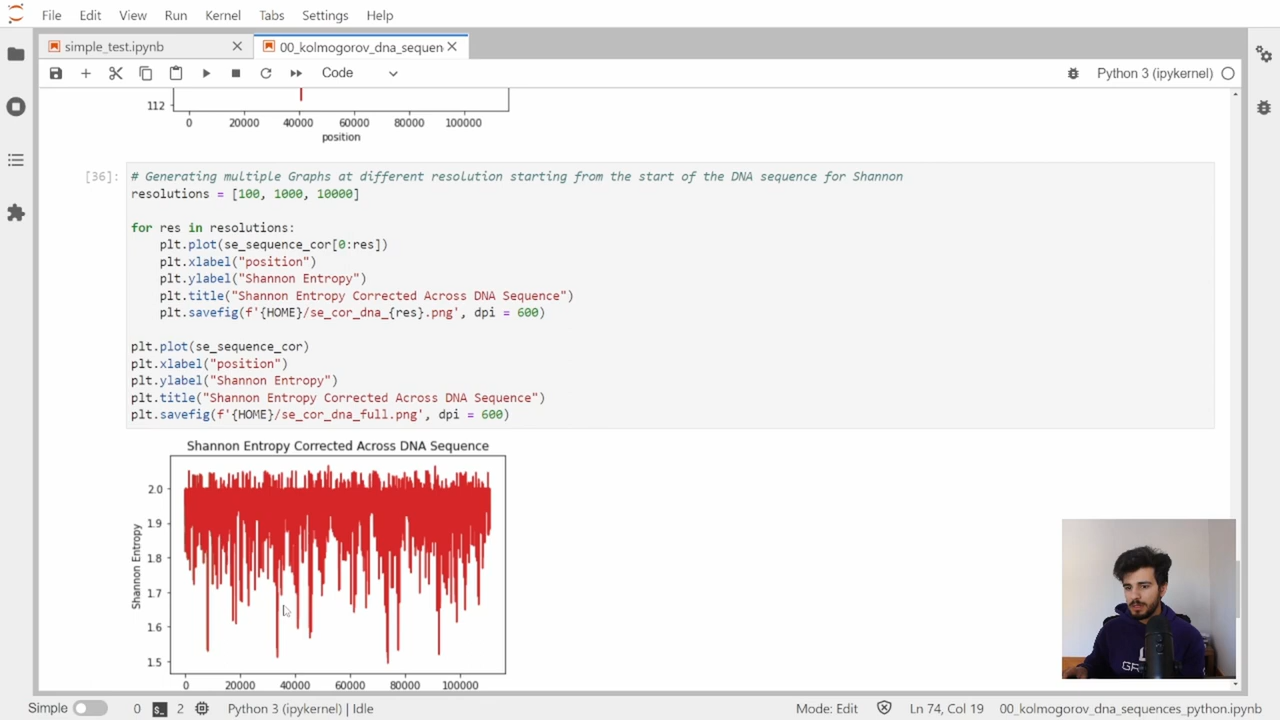 File Edit View Run Kernel Tabs Settings Help
simple_test.ipynb
00_kolmogorov_dna_sequen
Code
Python 3 (ipykernel)
112
0 20000 40000 60000 80000 100000
position
[36]:
# Generating multiple Graphs at different resolution starting from the start of the DNA sequence for Shannon
resolutions = [100, 1000, 10000]
for res in resolutions:
plt.plot(se_sequence_cor[0:res])
plt.xlabel("position")
plt.ylabel("Shannon Entropy")
plt.title("Shannon Entropy Corrected Across DNA Sequence")
plt.savefig(f'{HOME}/se_cor_dna_{res}.png', dpi = 600)
plt.plot(se_sequence_cor)
plt.xlabel("position")
plt.ylabel("Shannon Entropy")
plt.title("Shannon Entropy Corrected Across DNA Sequence")
plt.savefig(f'{HOME}/se_cor_dna_full.png', dpi = 600)
Shannon Entropy Corrected Across DNA Sequence
Shannon Entropy
2.0
1.9
1.8
1.7
1.6
1.5
0 20000 40000 60000 80000 100000
Simple
0
2
Python 3 (ipykernel) | Idle
Mode: Edit
Ln 74, Col 19
00_kolmogorov_dna_sequences_python.ipynb